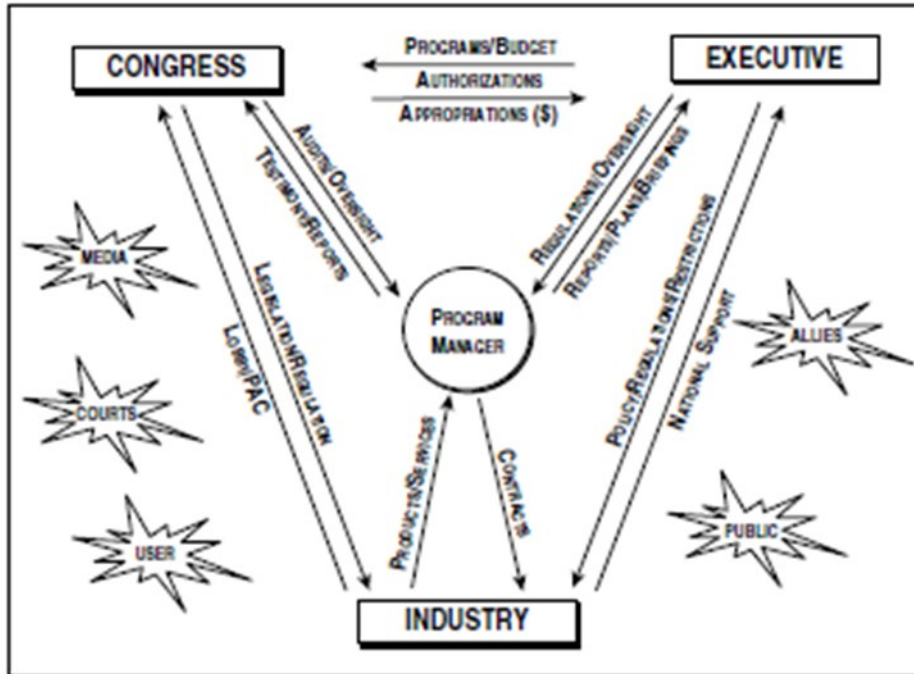 CONGRESS
PROGRAMS/BUDGET
AUTHORIZATIONS
APPROPRIATIONS ($)
EXECUTIVE
AUDITS/OVERSIGHT
TESTIMONY/REPORTS
REGULATIONS/OVERSIGHT
REPORTS/PLANS/BRIEFINGS
MEDIA
LEGISLATION/REGULATION
LOBBY/PAC
PROGRAM
MANAGER
POLICY/REGULATIONS/RESTRICTIONS
NATIONAL SUPPORT
ALLIES
COURTS
PRODUCTS/SERVICES
CONTRACTS
USER
PUBLIC
INDUSTRY